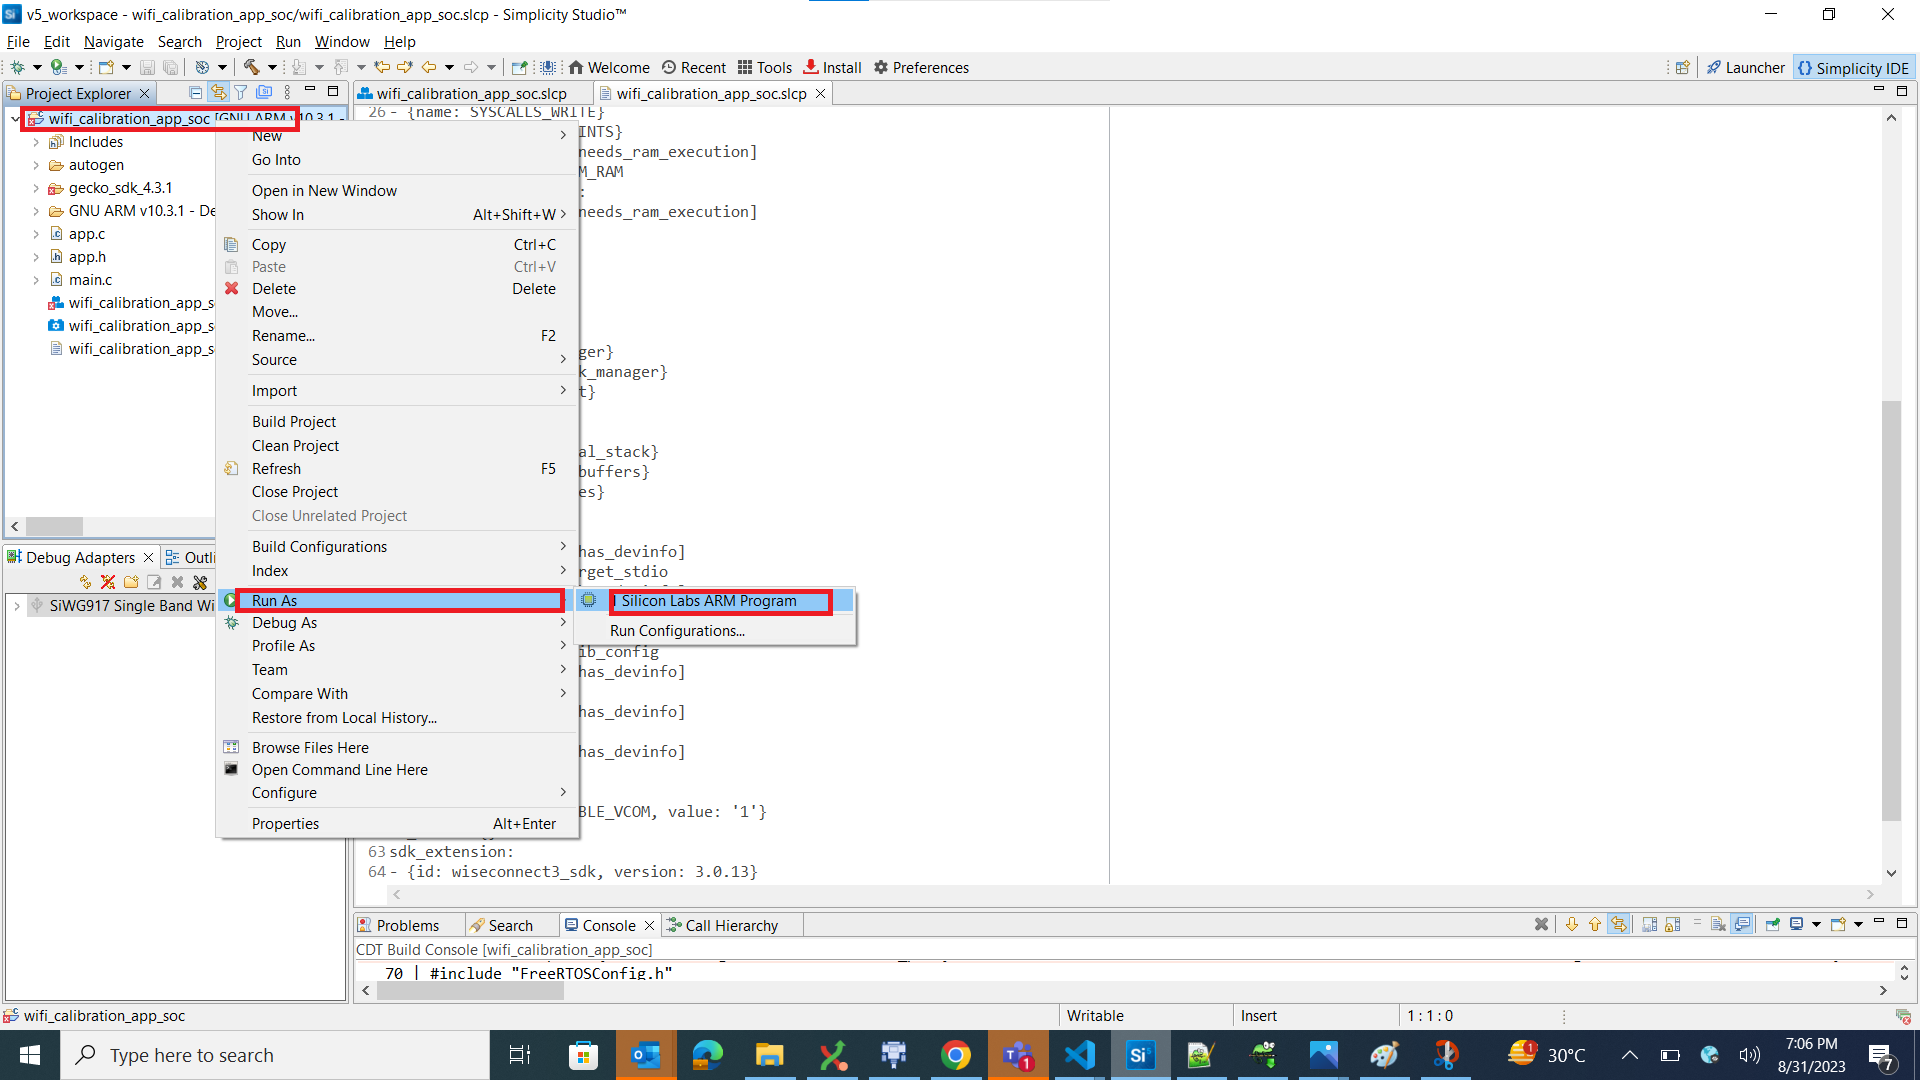 v5_workspace - wifi_calibration_app_soc/wifi_calibration_app_soc.slcp - Simplicity Studio™
File Edit Navigate Search Project Run Window Help
Welcome Recent Tools Install Preferences Launcher {} Simplicity IDE
Project Explorer
wifi_calibration_app_soc [GNU ARM v10.3.1 -
Includes
autogen
gecko_sdk_4.3.1
GNU ARM v10.3.1 - De
app.c
app.h
main.c
wifi_calibration_app_s
wifi_calibration_app_s
wifi_calibration_app_s
Debug Adapters Outli
SiWG917 Single Band Wi
New
Go Into
Open in New Window
Show In Alt+Shift+W
Copy Ctrl+C
Paste Ctrl+V
Delete Delete
Move...
Rename... F2
Source
Import
Build Project
Clean Project
Refresh F5
Close Project
Close Unrelated Project
Build Configurations
Index
Run As
Debug As
Profile As
Team
Compare With
Restore from Local History...
Browse Files Here
Open Command Line Here
Configure
Properties Alt+Enter
1 Silicon Labs ARM Program
Run Configurations...
wifi_calibration_app_soc.slcp wifi_calibration_app_soc.slcp
26 - {name: SYSCALLS_WRITE}
INTS}
needs_ram_execution]
M_RAM
:
needs_ram_execution]
ger}
k_manager}
t}
al_stack}
buffers}
es}
has_devinfo]
rget_stdio
ib_config
has_devinfo]
has_devinfo]
has_devinfo]
BLE_VCOM, value: '1'}
63 sdk_extension:
64 - {id: wiseconnect3_sdk, version: 3.0.13}
Problems Search Console Call Hierarchy
CDT Build Console [wifi_calibration_app_soc]
70 | #include "FreeRTOSConfig.h"
wifi_calibration_app_soc Writable Insert 1 : 1 : 0
Type here to search
Si
1
30°C
7:06 PM
8/31/2023
7